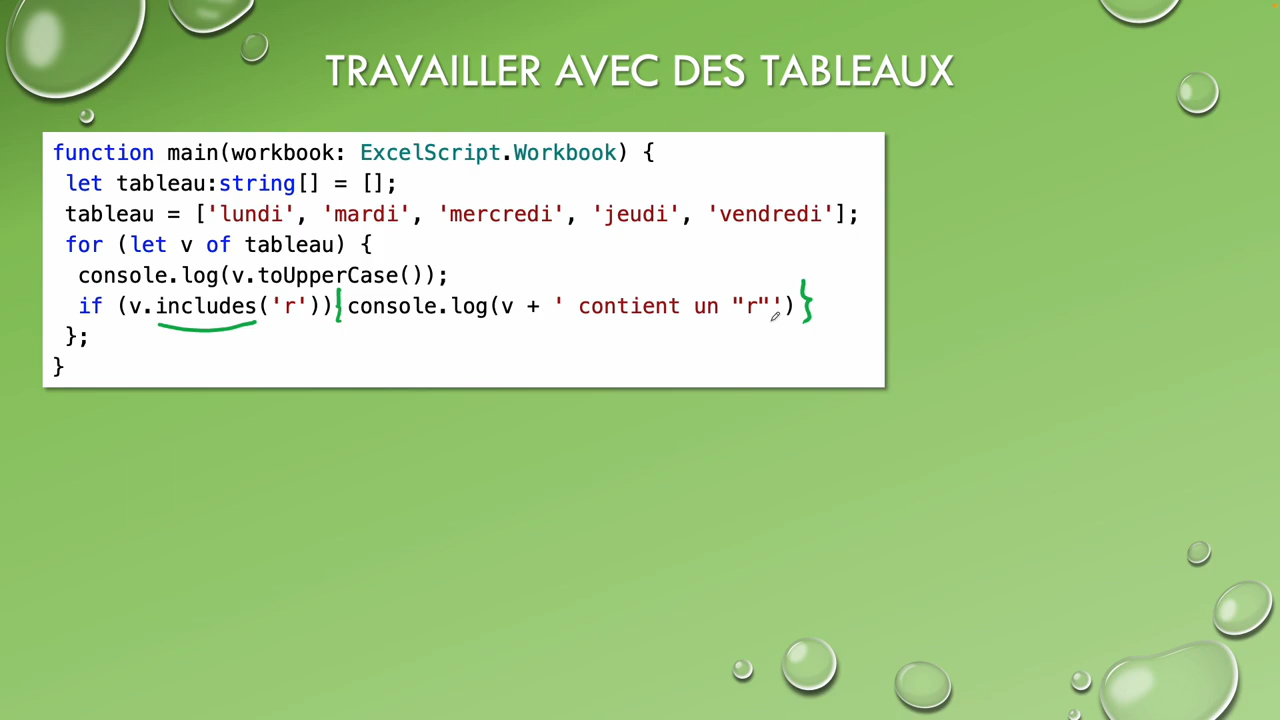 TRAVAILLER AVEC DES TABLEAUX
function main(workbook: ExcelScript.Workbook) {
let tableau:string[] = [];
tableau = ['lundi', 'mardi', 'mercredi', 'jeudi', 'vendredi'];
for (let v of tableau) {
console.log(v.toUpperCase());
if (v.includes('r')){console.log(v + ' contient un "r"')}
};
}